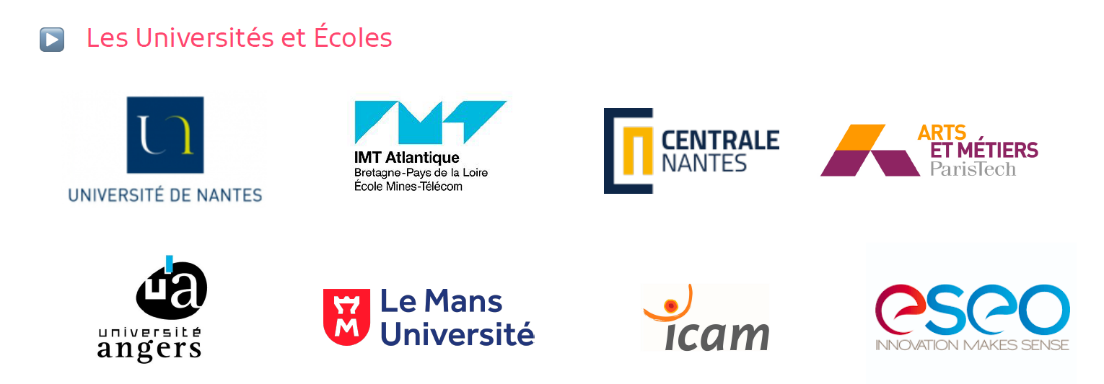 Les Universités et Écoles
un
UNIVERSITÉ DE NANTES
IMT
IMT Atlantique
Bretagne-Pays de la Loire
École Mines-Télécom
CENTRALE
NANTES
ARTS
ET MÉTIERS
ParisTech
ua
université
angers
Le Mans
Université
icam
eseo
INNOVATION MAKES SENSE